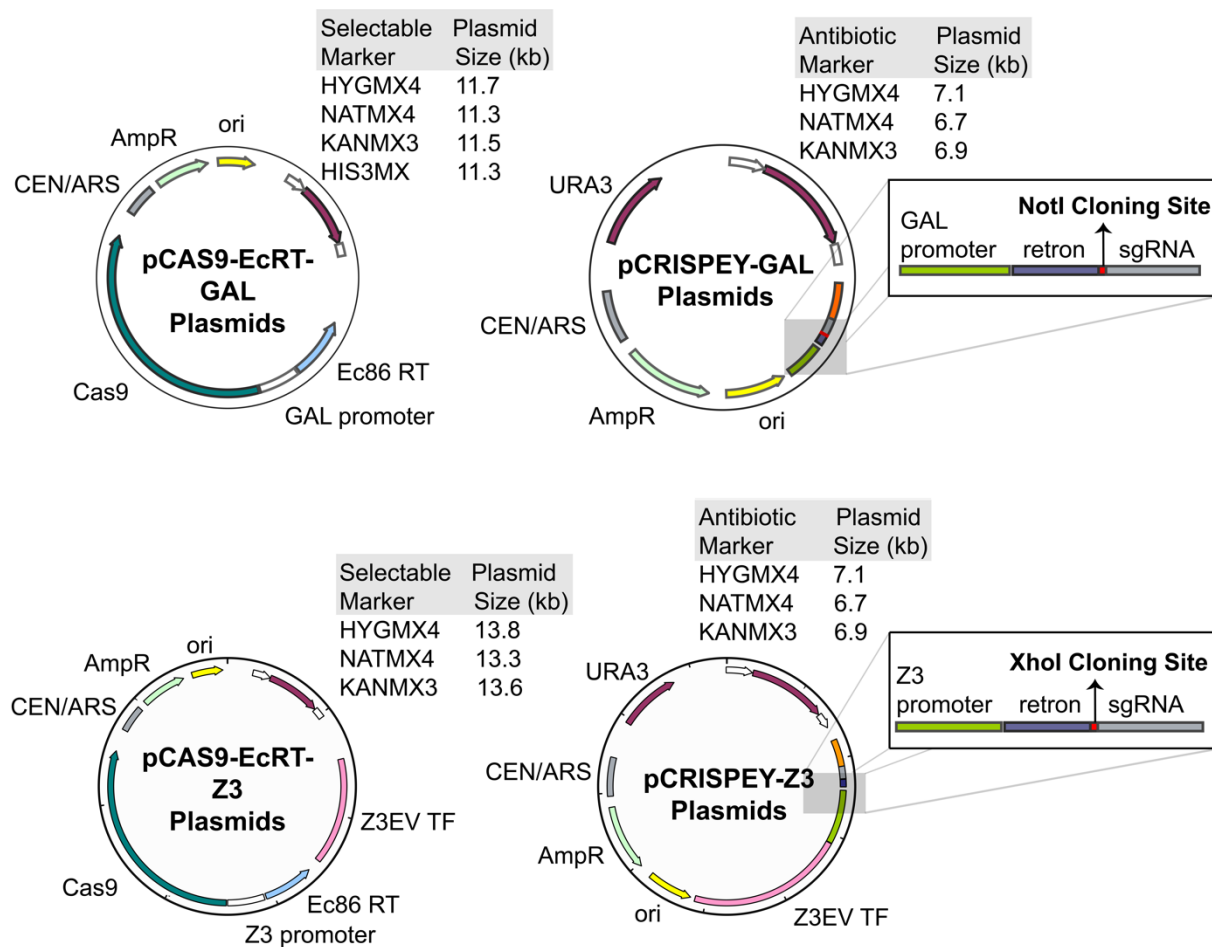 Selectable Plasmid
Marker Size (kb)
HYGMX4 11.7
NATMX4 11.3
KANMX3 11.5
HIS3MX 11.3
AmpR
ori
CEN/ARS
pCAS9-EcRT-
GAL
Plasmids
Cas9
Ec86 RT
GAL promoter
Antibiotic Plasmid
Marker Size (kb)
HYGMX4 7.1
NATMX4 6.7
KANMX3 6.9
URA3
pCRISPEY-GAL
Plasmids
CEN/ARS
AmpR
ori
NotI Cloning Site
GAL
promoter retron sgRNA
Selectable Plasmid
Marker Size (kb)
HYGMX4 13.8
NATMX4 13.3
KANMX3 13.6
ori
AmpR
CEN/ARS
pCAS9-EcRT-
Z3
Plasmids
Z3EV TF
Cas9
Ec86 RT
Z3 promoter
Antibiotic Plasmid
Marker Size (kb)
HYGMX4 7.1
NATMX4 6.7
KANMX3 6.9
URA3
CEN/ARS
pCRISPEY-Z3
Plasmids
AmpR
ori
Z3EV TF
XhoI Cloning Site
Z3
promoter retron sgRNA